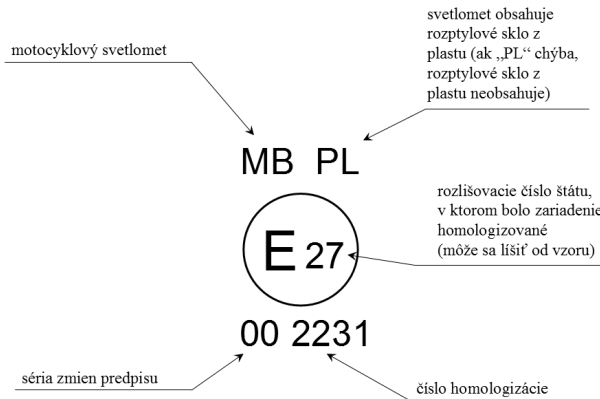 motocyklový svetlomet
svetlomet obsahuje
rozptylové sklo z
plastu (ak „PL“ chýba,
rozptylové sklo z
plastu neobsahuje)
MB PL
rozlišovacie číslo štátu,
v ktorom bolo zariadenie
homologizované
(môže sa líšiť od vzoru)
E 27
00 2231
séria zmien predpisu
číslo homologizácie